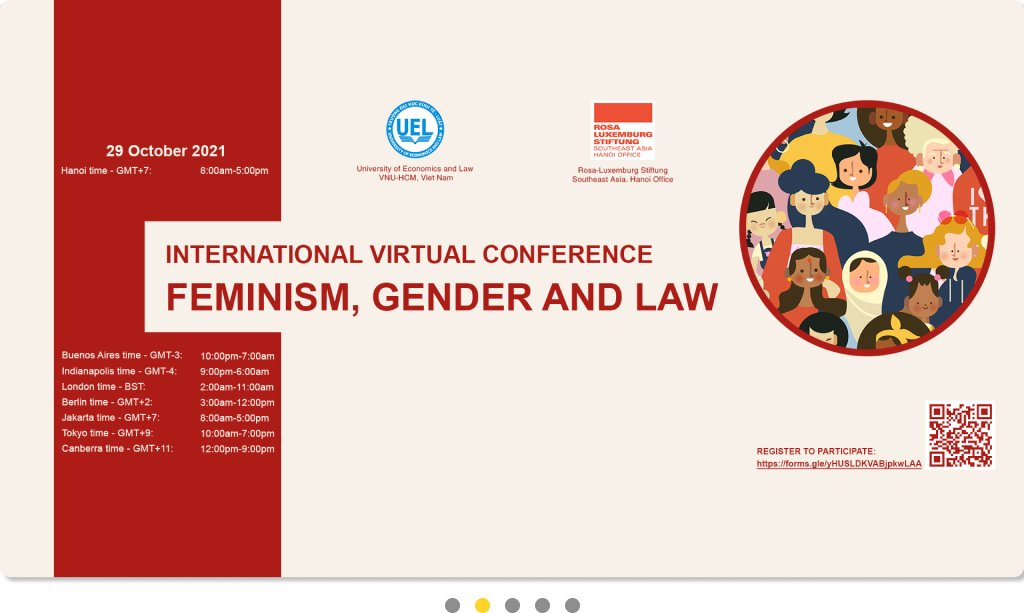 29 October 2021
Hanoi time - GMT+7: 8:00am-5:00pm
UEL
University of Economics and Law
VNU-HCM, Viet Nam
ROSA
LUXEMBURG
STIFTUNG
SOUTHEAST ASIA
HANOI OFFICE
Rosa-Luxemburg Stiftung
Southeast Asia. Hanoi Office
INTERNATIONAL VIRTUAL CONFERENCE
FEMINISM, GENDER AND LAW
Buenos Aires time - GMT-3: 10:00pm-7:00am
Indianapolis time - GMT-4: 9:00pm-6:00am
London time - BST: 2:00am-11:00am
Berlin time - GMT+2: 3:00am-12:00pm
Jakarta time - GMT+7: 8:00am-5:00pm
Tokyo time - GMT+9: 10:00am-7:00pm
Canberra time - GMT+11: 12:00pm-9:00pm
REGISTER TO PARTICIPATE:
https://forms.gle/yHUSLDKVABjpkwLAA